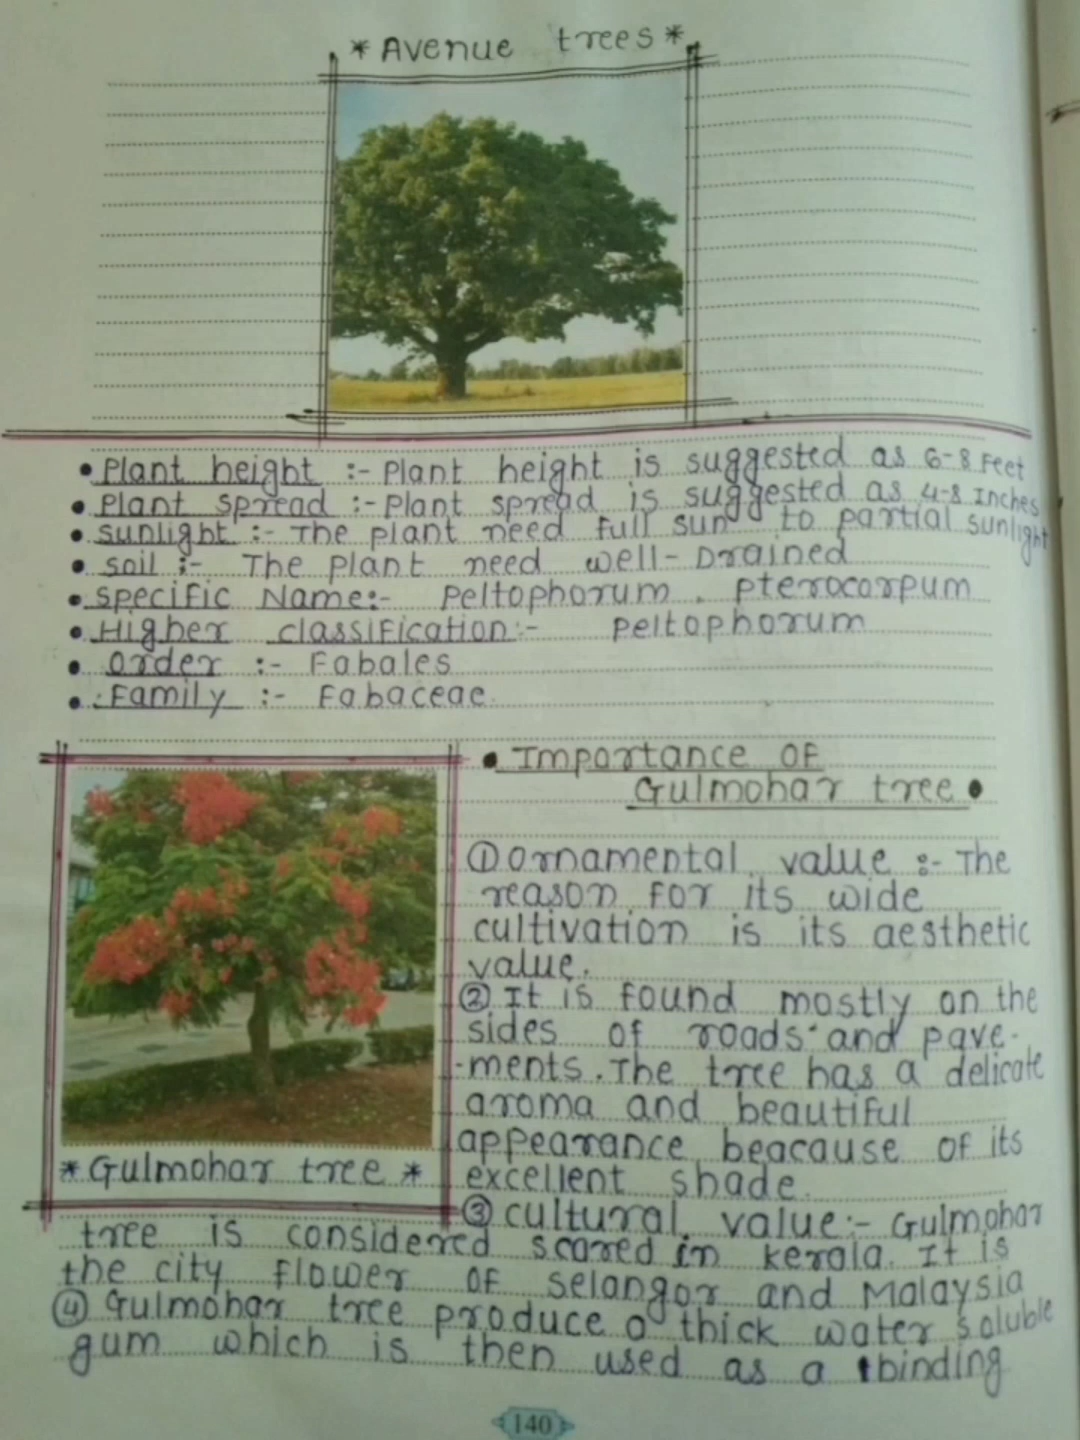 * Avenue trees *
• Plant height :- Plant height is suggested as 6-8 Feet
• Plant spread :- Plant spread is suggested as 4-8 Inches
• sunlight :- The plant need full sun to partial sunlight
• soil :- The Plant need well-Drained
• specific Name:- Peltophorum pterocorpum
• Higher classification:- Peltophorum
• order :- Fabales
• Family :- Fabaceae.
• Importance OF
Gulmohar tree •
① ornamental value :- The
reason for its wide
cultivation is its aesthetic
value.
② It is found mostly on the
sides of roads and pave-
-ments. The tree has a delicate
aroma and beautiful
appearance beacause of its
excellent shade.
* Gulmohar tree *
③ cultural value:- Gulmohar
tree is considered scared in kerala. It is
the city flower of selangor and Malaysia
④ Gulmohar tree produce a thick water soluble
gum which is then used as a binding
140